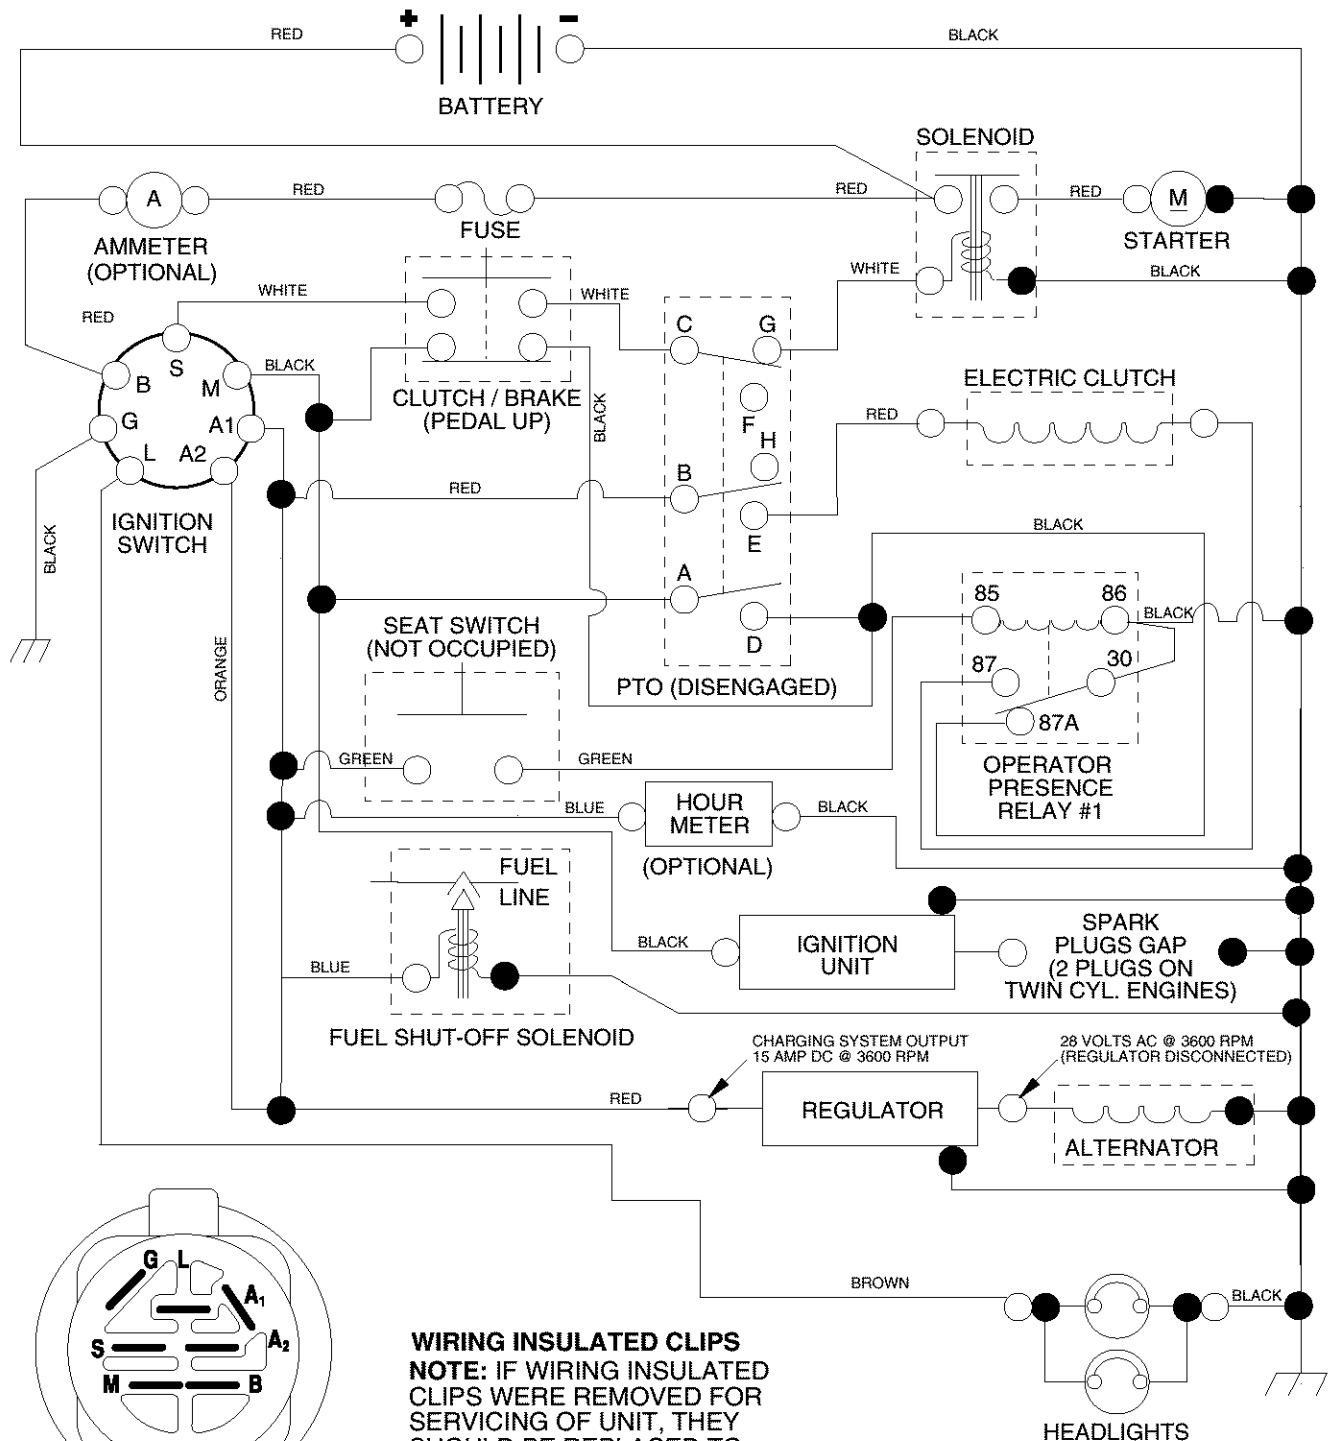 + −
RED
BLACK
BATTERY
SOLENOID
RED
RED
RED
A
M
FUSE
STARTER
AMMETER
(OPTIONAL)
WHITE
BLACK
WHITE
WHITE
RED
C
G
S
B
M
BLACK
ELECTRIC CLUTCH
CLUTCH / BRAKE
(PEDAL UP)
BLACK
RED
F
G
A1
H
L
A2
B
RED
IGNITION
SWITCH
BLACK
BLACK
E
A
85
86
BLACK
SEAT SWITCH
(NOT OCCUPIED)
ORANGE
D
87
30
PTO (DISENGAGED)
87A
GREEN
GREEN
OPERATOR
PRESENCE
RELAY #1
BLUE
HOUR
METER
BLACK
(OPTIONAL)
FUEL
LINE
SPARK
PLUGS GAP
(2 PLUGS ON
TWIN CYL. ENGINES)
BLACK
IGNITION
UNIT
BLUE
FUEL SHUT-OFF SOLENOID
CHARGING SYSTEM OUTPUT
15 AMP DC @ 3600 RPM
28 VOLTS AC @ 3600 RPM
(REGULATOR DISCONNECTED)
RED
REGULATOR
ALTERNATOR
G L
A1
S
A2
M
B
BROWN
BLACK
WIRING INSULATED CLIPS
NOTE: IF WIRING INSULATED
CLIPS WERE REMOVED FOR
SERVICING OF UNIT, THEY
SHOULD BE REPLACED TO
HEADLIGHTS